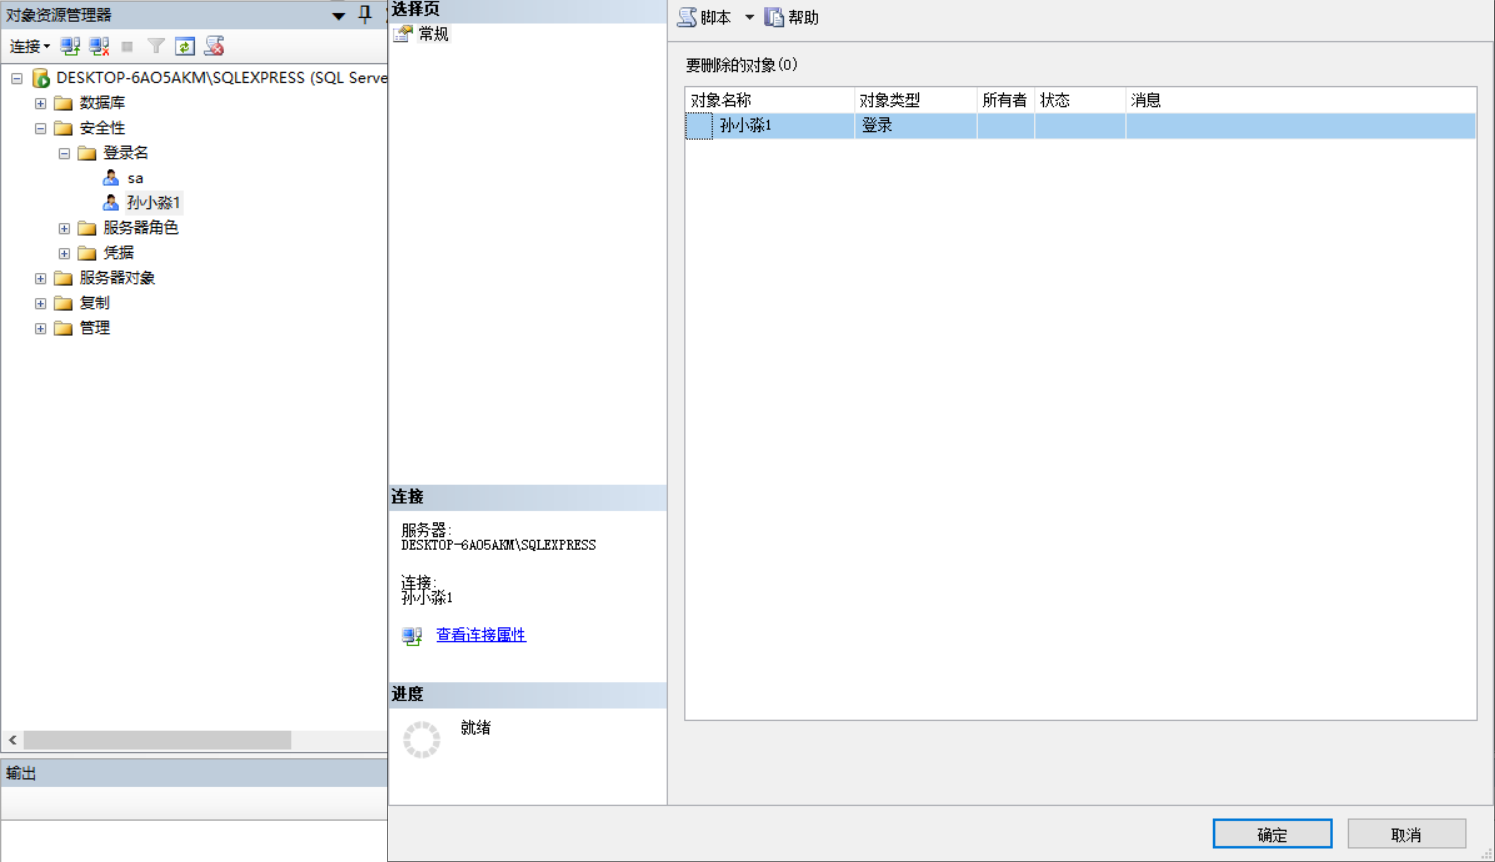 对象资源管理器
连接
DESKTOP-6AO5AKM\SQLEXPRESS (SQL Serve
数据库
安全性
登录名
sa
孙小淼1
服务器角色
凭据
服务器对象
复制
管理
输出
选择页
常规
连接
服务器:
DESKTOP-6AO5AKM\SQLEXPRESS
连接:
孙小淼1
查看连接属性
进度
就绪
脚本 帮助
要删除的对象(O)
对象名称 对象类型 所有者 状态 消息
孙小淼1 登录
确定 取消